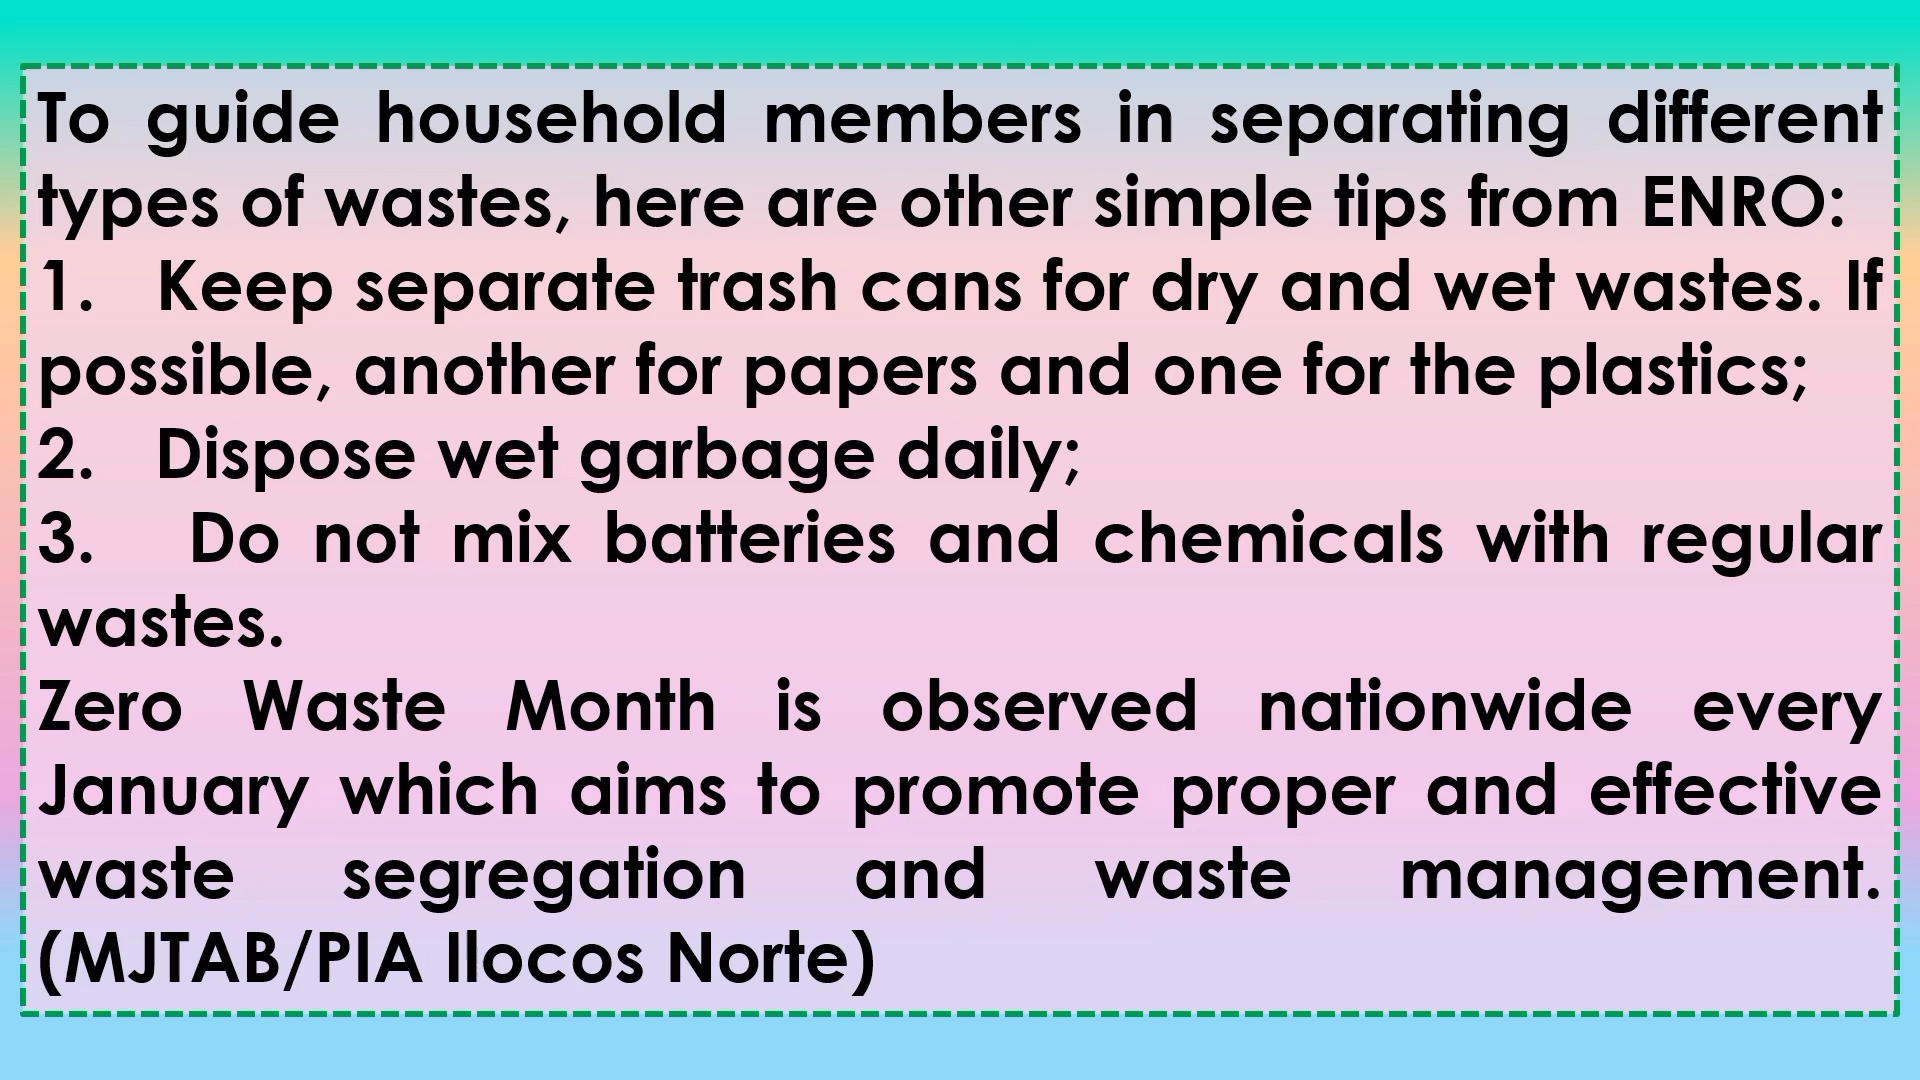 To guide household members in separating different
types of wastes, here are other simple tips from ENRO:
1. Keep separate trash cans for dry and wet wastes. If
possible, another for papers and one for the plastics;
2. Dispose wet garbage daily;
3. Do not mix batteries and chemicals with regular
wastes.
Zero Waste Month is observed nationwide every
January which aims to promote proper and effective
waste segregation and waste management.
(MJTAB/PIA Ilocos Norte)